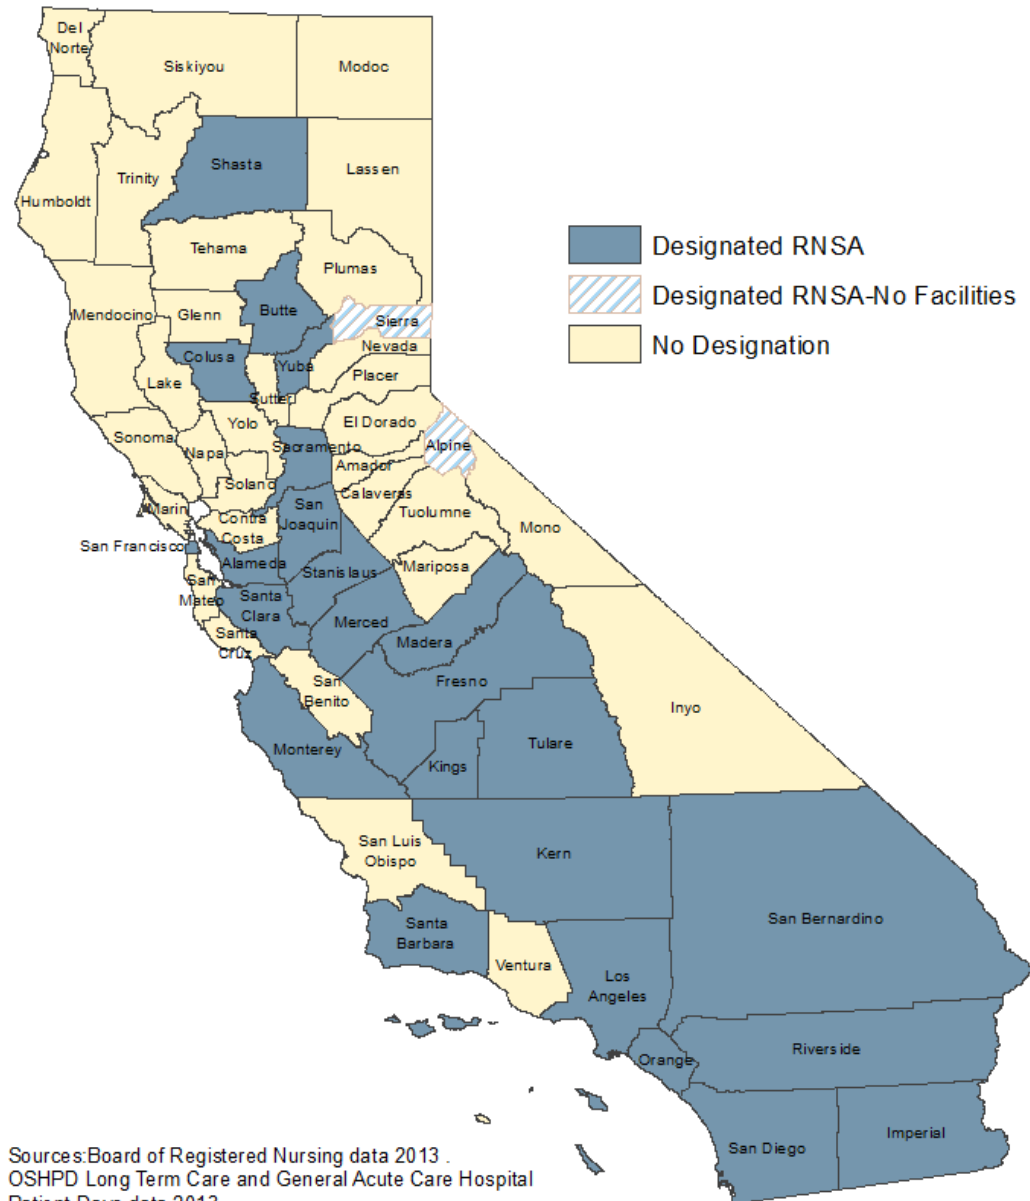 Del
Norte
Siskiyou
Modoc
Shasta
Lassen
Trinity
Humboldt
Tehama
Plumas
Designated RNSA
Designated RNSA-No Facilities
No Designation
Mendocino
Glenn
Butte
Sierra
Nevada
Colusa
Yuba
Placer
Lake
Sutter
Yolo
El Dorado
Sonoma
Sacramento
Alpine
Napa
Amador
Solano
Calaveras
Marin
San
Joaquin
Tuolumne
Contra
Costa
Mono
San Francisco
Alameda
Stanislaus
Mariposa
San
Mateo
Santa
Clara
Merced
Santa
Cruz
Madera
San
Benito
Fresno
Inyo
Monterey
Kings
Tulare
San Luis
Obispo
Kern
San Bernardino
Santa
Barbara
Ventura
Los
Angeles
Orange
Riverside
San Diego
Imperial
Sources:Board of Registered Nursing data 2013 .
OSHPD Long Term Care and General Acute Care Hospital
Patient Days data 2013